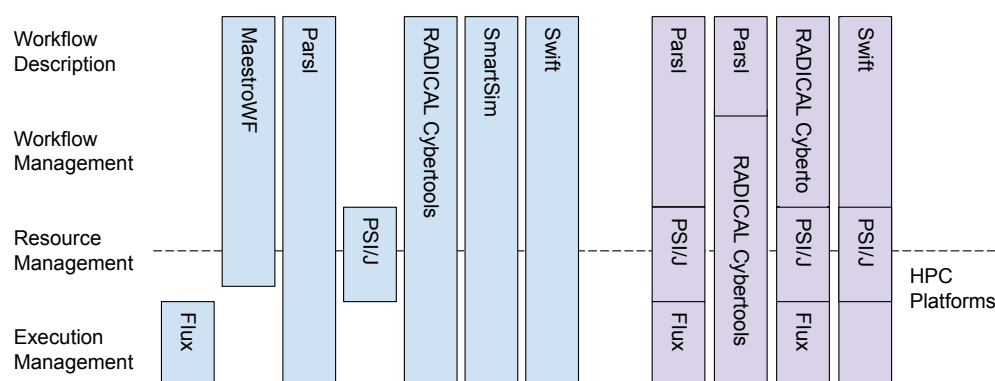 Workflow
Description
Workflow
Management
Resource
Management
Execution
Management
Flux
MaestroWF
Parsl
PSI/J
RADICAL Cybertools
SmartSim
Swift
Parsl
PSI/J
Flux
Parsl
RADICAL Cybertools
RADICAL Cyberto
PSI/J
Flux
Swift
PSI/J
HPC
Platforms